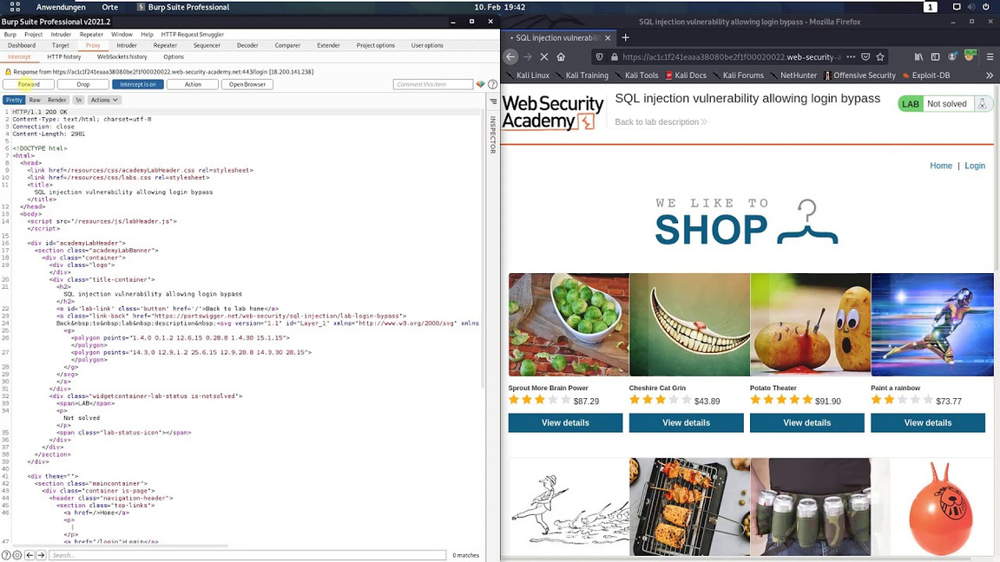 Anwendungen Orte Burp Suite Professional 10. Feb 19:42 1
Burp Suite Professional v2021.2
Burp Project Intruder Repeater Window Help HTTP Request Smuggler
Dashboard Target Proxy Intruder Repeater Sequencer Decoder Comparer Extender Project options User options
Intercept HTTP history WebSockets history Options
Response from https://ac1c1f241eaaa38080be2f1f00020022.web-security-academy.net:443/login [18.200.141.238]
Forward Drop Intercept is on Action Open Browser Comment this item
Pretty Raw Render \n Actions
INSPECTOR
1 HTTP/1.1 200 OK
2 Content-Type: text/html; charset=utf-8
3 Connection: close
4 Content-Length: 2981
5
6 <!DOCTYPE html>
7 <html>
8 <head>
9 <link href=/resources/css/academyLabHeader.css rel=stylesheet>
10 <link href=/resources/css/labs.css rel=stylesheet>
11 <title>
SQL injection vulnerability allowing login bypass
</title>
12 </head>
13 <body>
14 <script src="/resources/js/labHeader.js">
</script>
15
16 <div id="academyLabHeader">
17 <section class="academyLabBanner">
18 <div class="container">
19 <div class="logo">
</div>
20 <div class="title-container">
21 <h2>
SQL injection vulnerability allowing login bypass
</h2>
22 <a id='lab-link' class='button' href='/'>Back to lab home</a>
23 <a class="link-back" href="https://portswigger.net/web-security/sql-injection/lab-login-bypass">
24 Back&nbsp;to&nbsp;lab&nbsp;description&nbsp;<svg version="1.1" id="Layer_1" xmlns="http://www.w3.org/2000/svg" xmlns
25 <g>
26 <polygon points="1.4,0 0,1.2 12.6,15 0,28.8 1.4,30 15.1,15">
</polygon>
27 <polygon points="14.3,0 12.9,1.2 25.6,15 12.9,28.8 14.3,30 28,15">
</polygon>
28 </g>
29 </svg>
30 </a>
31 </div>
32 <div class="widgetcontainer-lab-status is-notsolved">
33 <span>LAB</span>
34 <p>
Not solved
</p>
35 <span class="lab-status-icon"></span>
36 </div>
37 </div>
38 </section>
39 </div>
40
41 <div theme="">
42 <section class="maincontainer">
43 <div class="container is-page">
44 <header class="navigation-header">
45 <section class="top-links">
46 <a href=/>Home</a>
<p>
|
</p>
47 <a href="/login">Login</a>
Search... 0 matches
SQL injection vulnerability allowing login bypass - Mozilla Firefox
SQL injection vulnerabili
https://ac1c1f241eaaa38080be2f1f00020022.web-security-a
Kali Linux Kali Training Kali Tools Kali Docs Kali Forums NetHunter Offensive Security Exploit-DB
Web Security
Academy
SQL injection vulnerability allowing login bypass
Back to lab description
LAB Not solved
Home | Login
WE LIKE TO
SHOP
Sprout More Brain Power Cheshire Cat Grin Potato Theater Paint a rainbow
$87.29 $43.89 $91.90 $73.77
View details View details View details View details